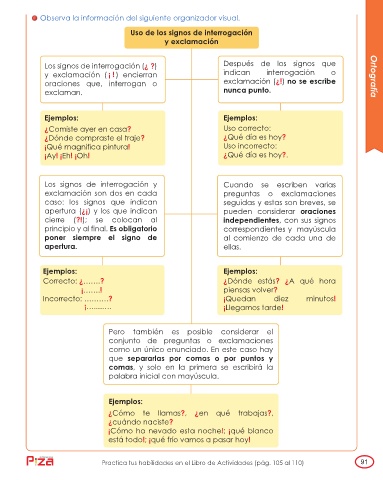 Observa la información del siguiente organizador visual.
Uso de los signos de interrogación
y exclamación
Los signos de interrogación (¿ ?)
y exclamación (¡ !) encierran
oraciones que, interrogan o
exclaman.
Después de los signos que
indican interrogación o
exclamación (¿!) no se escribe
nunca punto.
Ortografía
Ejemplos:
¿Comiste ayer en casa?
¿Dónde compraste el traje?
¡Qué magnífica pintura!
¡Ay! ¡Eh! ¡Oh!
Ejemplos:
Uso correcto:
¿Qué día es hoy?
Uso incorrecto:
¿Qué día es hoy?.
Los signos de interrogación y
exclamación son dos en cada
caso: los signos que indican
apertura (¿¡) y los que indican
cierre (?!); se colocan al
principio y al final. Es obligatorio
poner siempre el signo de
apertura.
Cuando se escriben varias
preguntas o exclamaciones
seguidas y estas son breves, se
pueden considerar oraciones
independientes, con sus signos
correspondientes y mayúscula
al comienzo de cada una de
ellas.
Ejemplos:
Correcto: ¿.......?
¡.......!
Incorrecto: ..........?
¡..........
Ejemplos:
¿Dónde estás? ¿A qué hora
piensas volver?
¡Quedan diez minutos!
¡Llegamos tarde!
Pero también es posible considerar el
conjunto de preguntas o exclamaciones
como un único enunciado. En este caso hay
que separarlas por comas o por puntos y
comas, y solo en la primera se escribirá la
palabra inicial con mayúscula.
Ejemplos:
¿Cómo te llamas?, ¿en qué trabajas?,
¿cuándo naciste?
¡Cómo ha nevado esta noche!; ¡qué blanco
está todo!; ¡qué frío vamos a pasar hoy!
Practica tus habilidades en el Libro de Actividades (pág. 105 al 110)
91